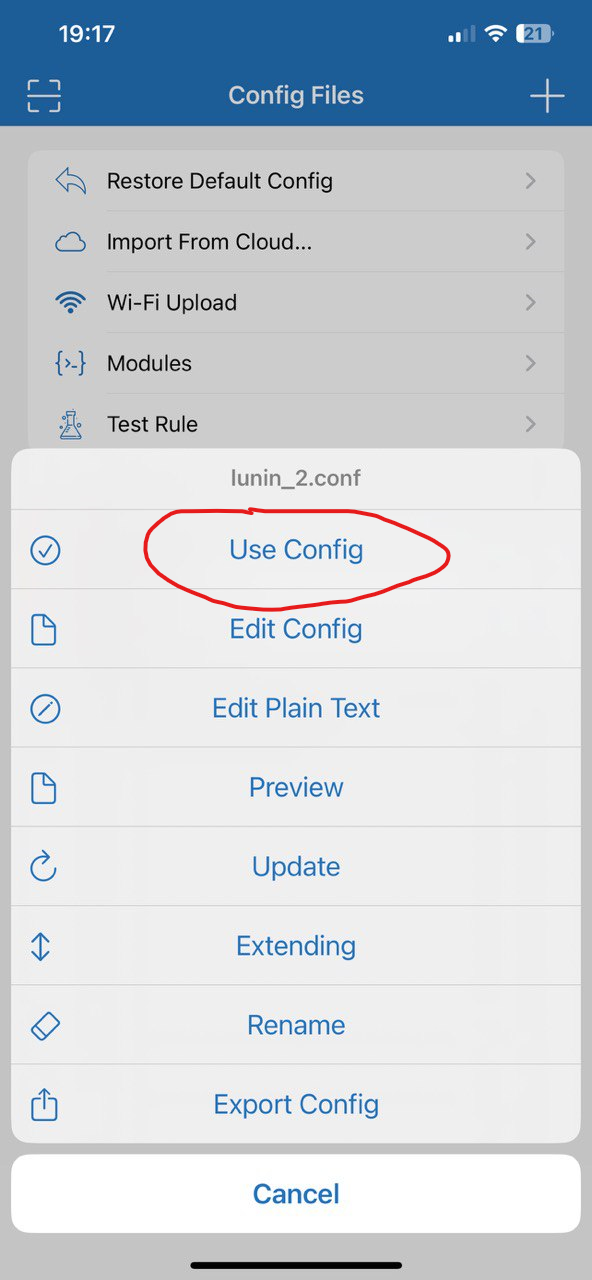 19:17
21
Config Files
Restore Default Config
Import From Cloud...
Wi-Fi Upload
Modules
Test Rule
lunin_2.conf
Use Config
Edit Config
Edit Plain Text
Preview
Update
Extending
Rename
Export Config
Cancel